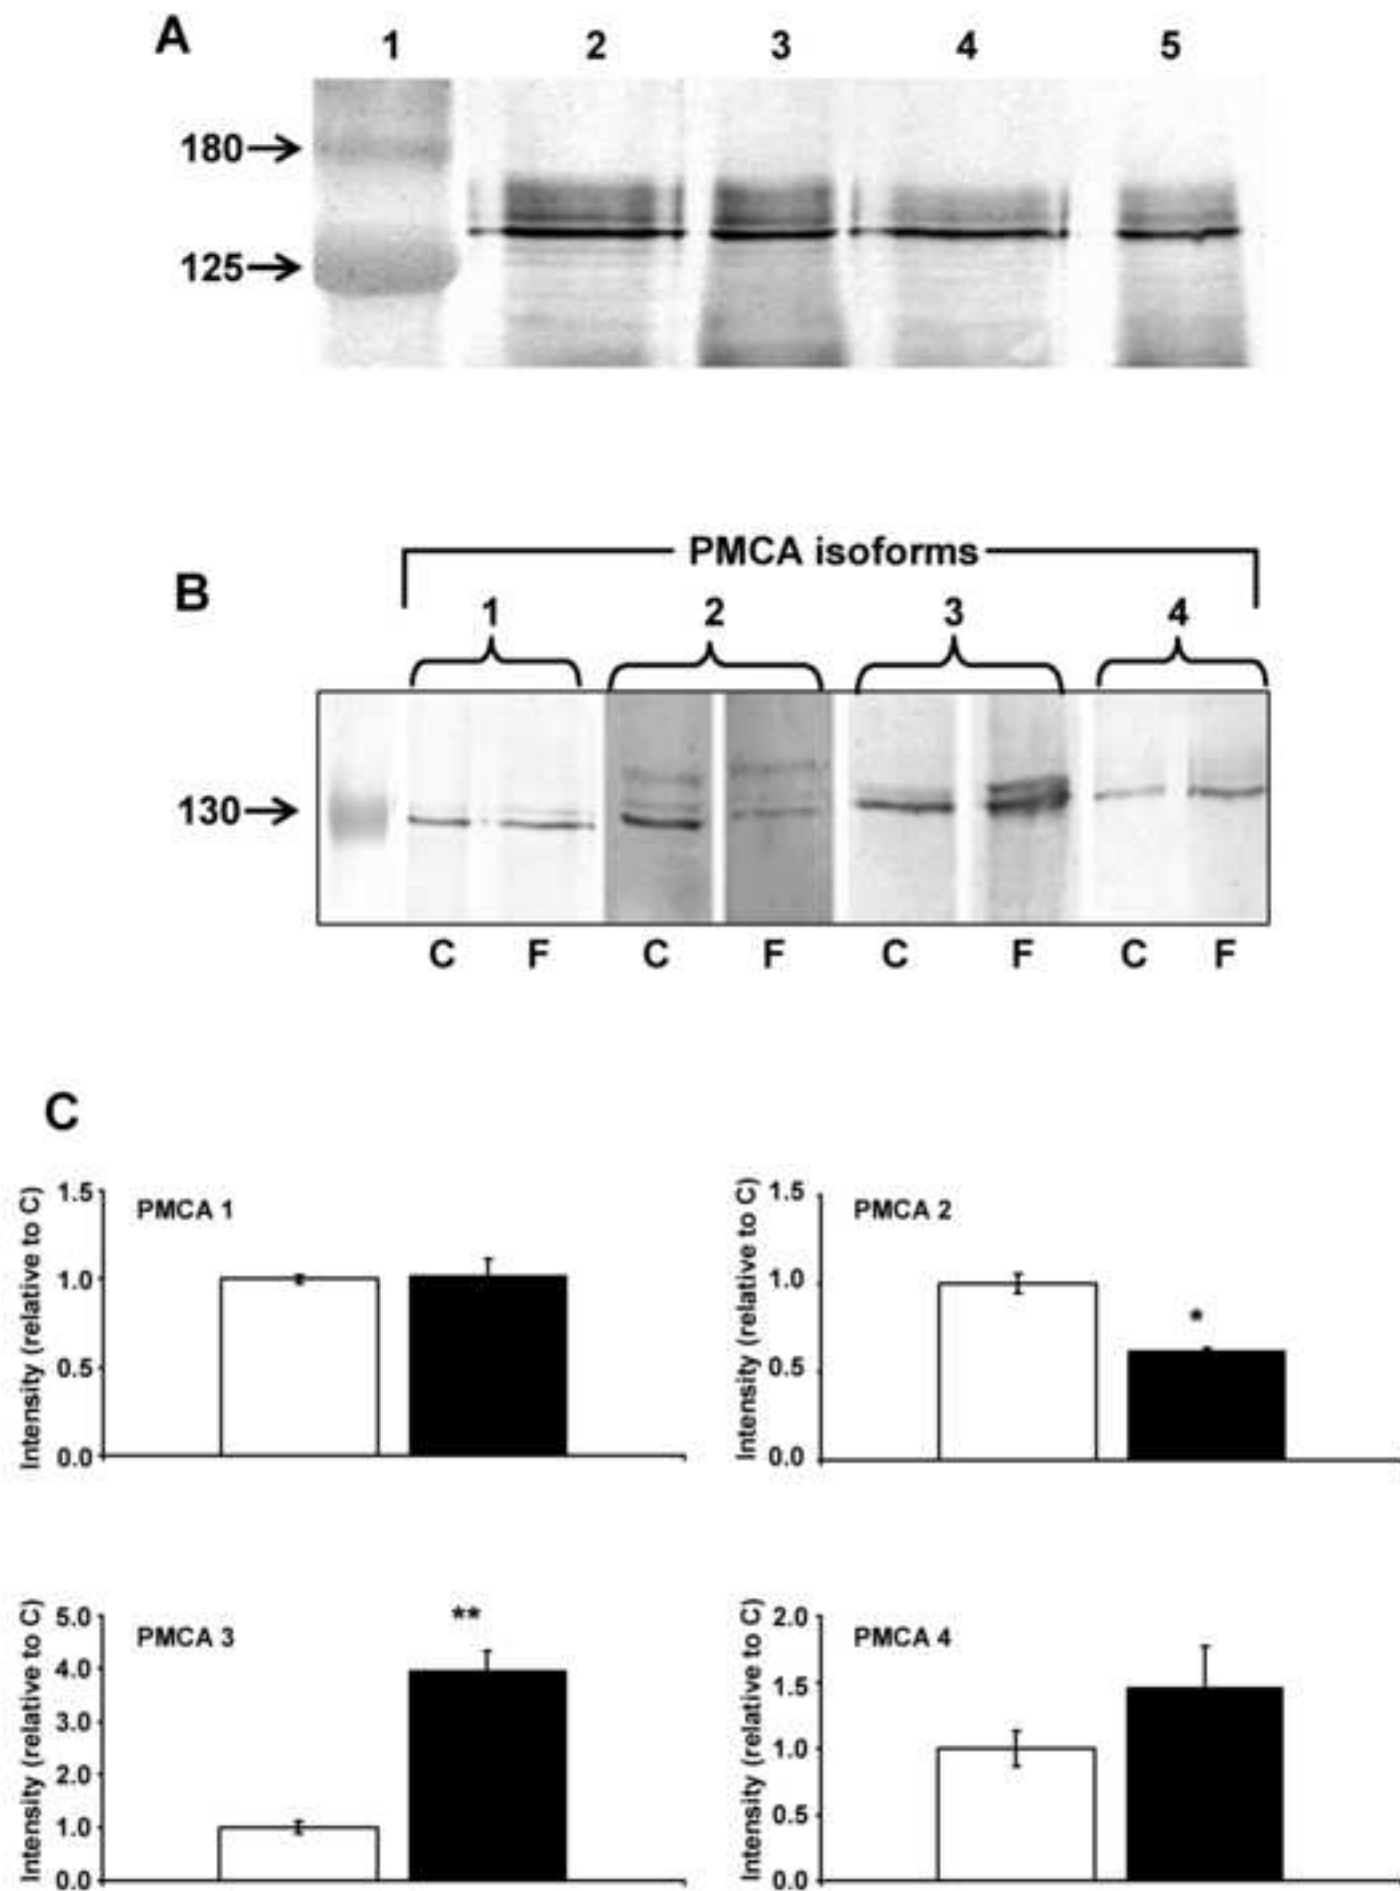 A
1 2 3 4 5
180→
125→
PMCA isoforms
B
1 2 3 4
130→
C F C F C F C F
C
Intensity (relative to C)
1.5
1.0
0.5
0.0
PMCA 1
Intensity (relative to C)
1.5
1.0
0.5
0.0
PMCA 2
*
Intensity (relative to C)
5.0
4.0
3.0
2.0
1.0
0.0
PMCA 3
**
Intensity (relative to C)
2.0
1.5
1.0
0.5
0.0
PMCA 4